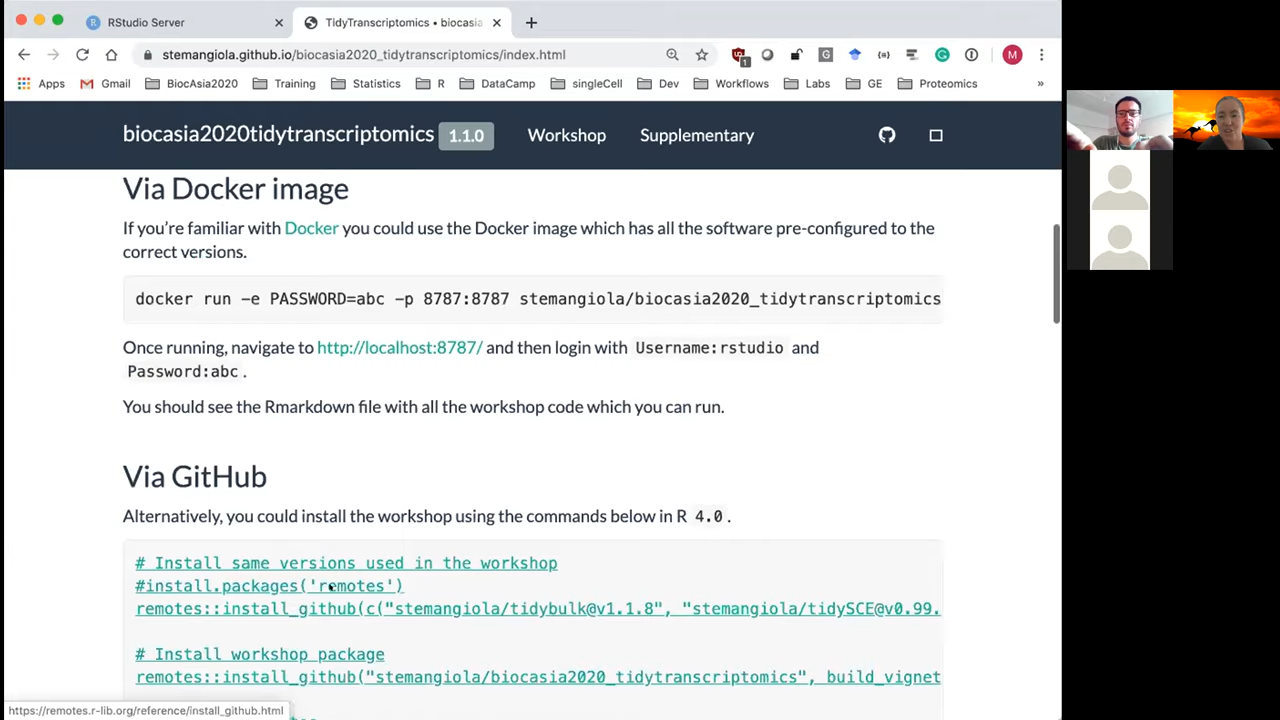 RStudio Server
TidyTranscriptomics • biocasia
stemangiola.github.io/biocasia2020_tidytranscriptomics/index.html
1
M
Apps Gmail BiocAsia2020 Training Statistics R DataCamp singleCell Dev Workflows Labs GE Proteomics »
biocasia2020tidytranscriptomics 1.1.0 Workshop Supplementary
Via Docker image
If you’re familiar with Docker you could use the Docker image which has all the software pre-configured to the
correct versions.
docker run -e PASSWORD=abc -p 8787:8787 stemangiola/biocasia2020_tidytranscriptomics
Once running, navigate to http://localhost:8787/ and then login with Username:rstudio and
Password:abc.
You should see the Rmarkdown file with all the workshop code which you can run.
Via GitHub
Alternatively, you could install the workshop using the commands below in R 4.0.
# Install same versions used in the workshop
#install.packages('remotes')
remotes::install_github(c("stemangiola/tidybulk@v1.1.8", "stemangiola/tidySCE@v0.99.
# Install workshop package
remotes::install_github("stemangiola/biocasia2020_tidytranscriptomics", build_vignet
https://remotes.r-lib.org/reference/install_github.html